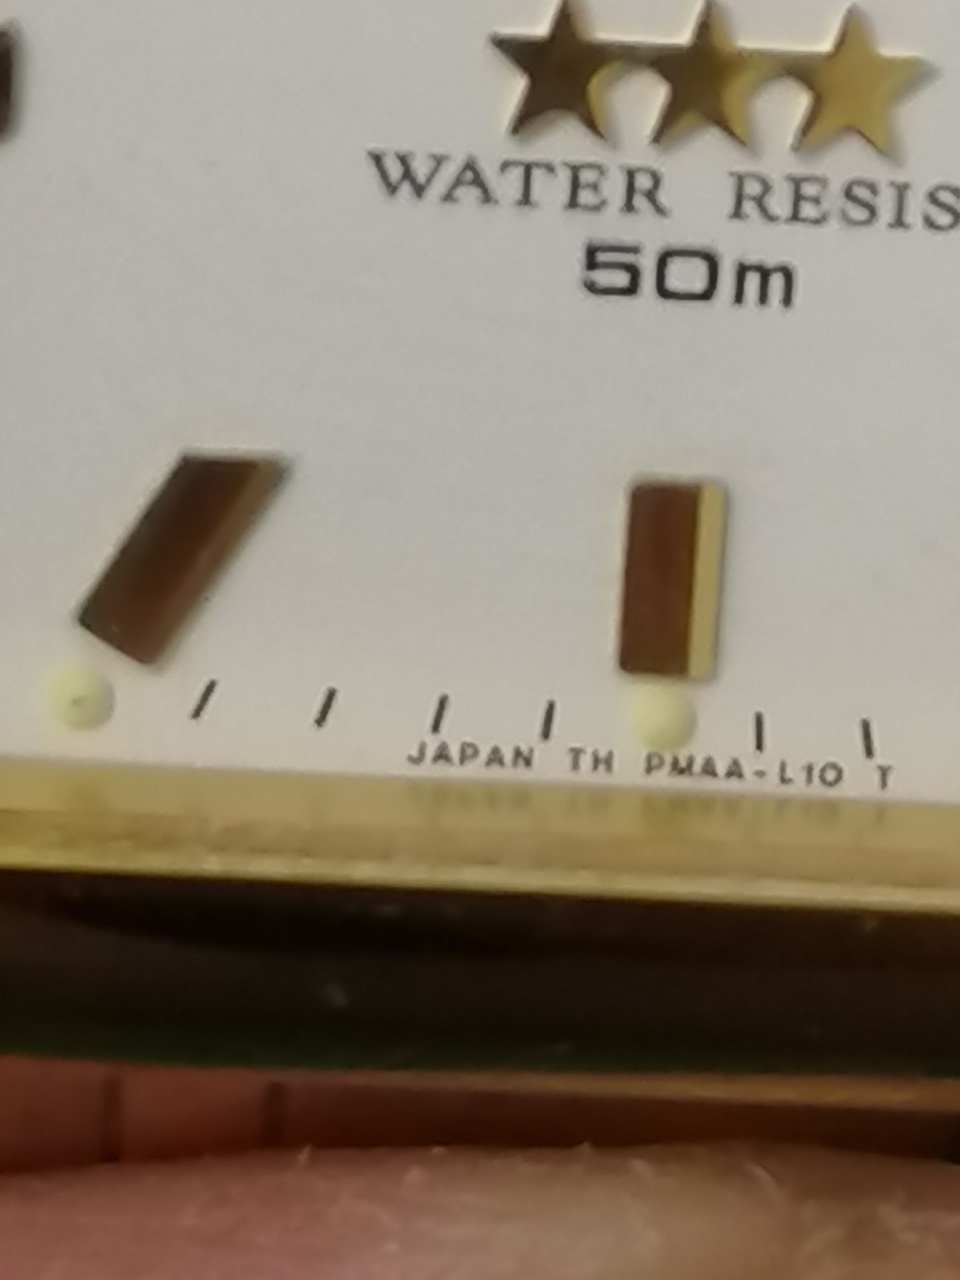 WATER RESIS
50m
JAPAN TH PMAA-L10 T